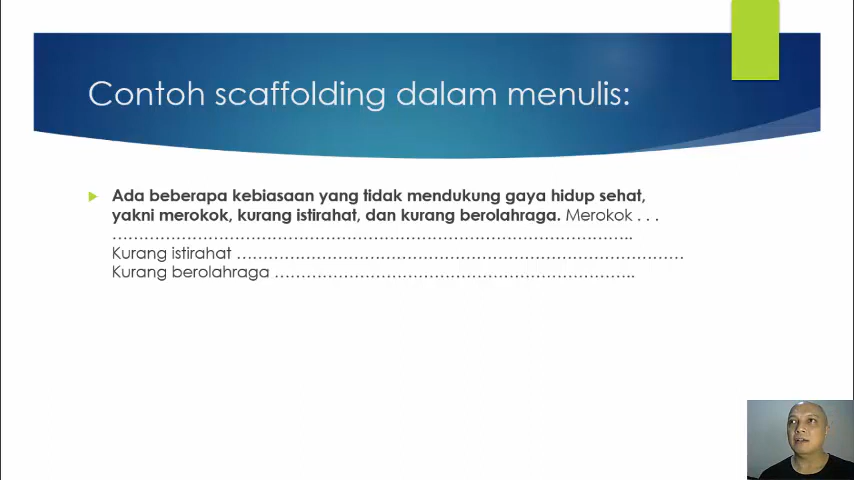 Contoh scaffolding dalam menulis:
Ada beberapa kebiasaan yang tidak mendukung gaya hidup sehat,
yakni merokok, kurang istirahat, dan kurang berolahraga. Merokok . . .
……………………………………………………………………………………..
Kurang istirahat …………………………………………………………………………
Kurang berolahraga …………………………………………………………..